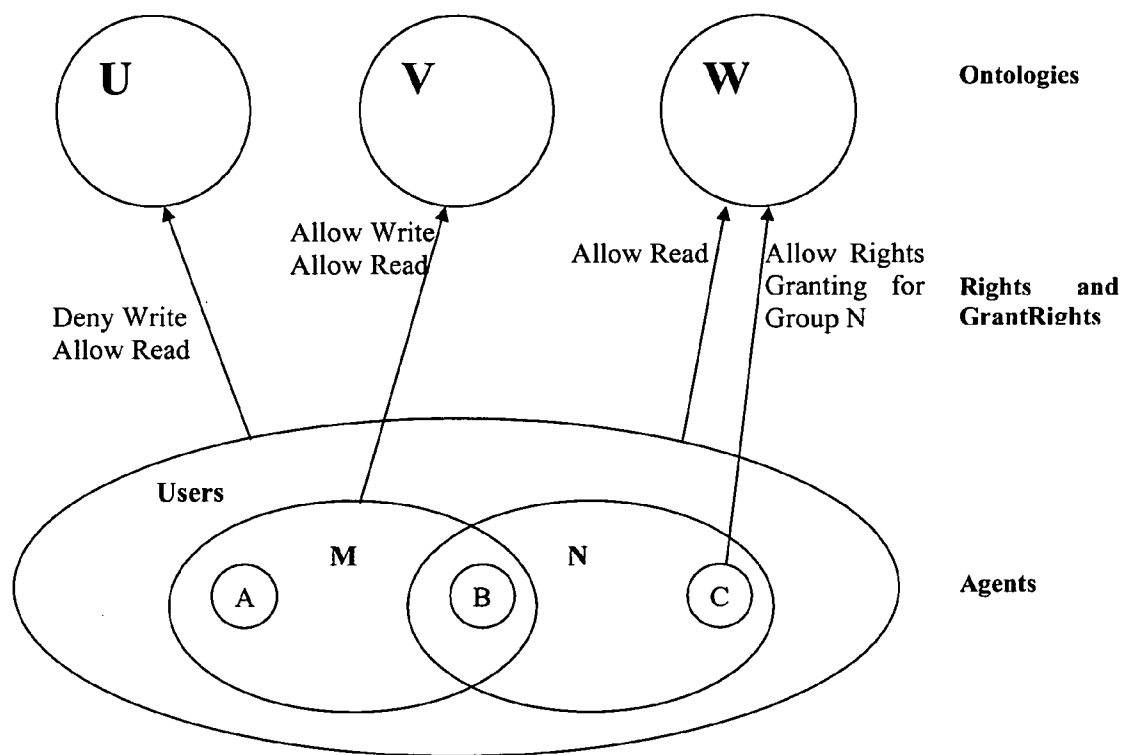 U
V
W
Ontologies
Allow Write
Allow Read
Allow Read
Allow Rights
Granting for
Group N
Rights and
GrantRights
Deny Write
Allow Read
Users
M
N
A
B
C
Agents